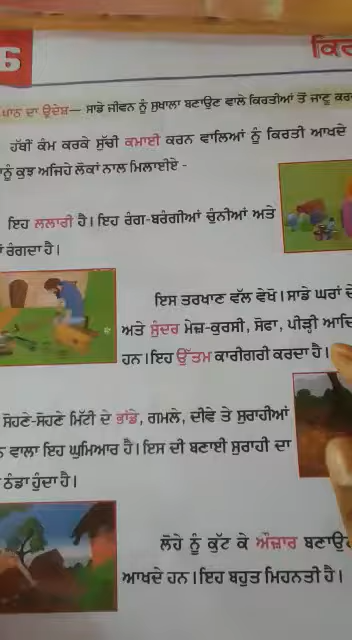 6
ਕਿਰ
ਪਾਠ ਦਾ ਉਦੇਸ਼— ਸਾਡੇ ਜੀਵਨ ਨੂੰ ਸੁਖਾਲਾ ਬਣਾਉਣ ਵਾਲੇ ਕਿਰਤੀਆਂ ਤੋਂ ਜਾਣੂ ਕਰ
ਹੱਥੀਂ ਕੰਮ ਕਰਕੇ ਸੁੱਚੀ ਕਮਾਈ ਕਰਨ ਵਾਲਿਆਂ ਨੂੰ ਕਿਰਤੀ ਆਖਦੇ
ਨੂੰ ਕੁਝ ਅਜਿਹੇ ਲੋਕਾਂ ਨਾਲ ਮਿਲਾਈਏ -
ਇਹ ਲਲਾਰੀ ਹੈ। ਇਹ ਰੰਗ-ਬਰੰਗੀਆਂ ਚੁੰਨੀਆਂ ਅਤੇ
ਰੰਗਦਾ ਹੈ।
ਇਸ ਤਰਖਾਣ ਵੱਲ ਵੇਖੋ। ਸਾਡੇ ਘਰਾਂ ਦੇ
ਅਤੇ ਸੁੰਦਰ ਮੇਜ਼-ਕੁਰਸੀ, ਸੋਫਾ, ਪੀੜ੍ਹੀ ਆਦਿ
ਹਨ। ਇਹ ਉੱਤਮ ਕਾਰੀਗਰੀ ਕਰਦਾ ਹੈ।
ਸੋਹਣੇ-ਸੋਹਣੇ ਮਿੱਟੀ ਦੇ ਭਾਂਡੇ, ਗਮਲੇ, ਦੀਵੇ ਤੇ ਸੁਰਾਹੀਆਂ
ਵਾਲਾ ਇਹ ਘੁਮਿਆਰ ਹੈ। ਇਸ ਦੀ ਬਣਾਈ ਸੁਰਾਹੀ ਦਾ
ਠੰਡਾ ਹੁੰਦਾ ਹੈ।
ਲੋਹੇ ਨੂੰ ਕੁੱਟ ਕੇ ਔਜ਼ਾਰ ਬਣਾਉਣ
ਆਖਦੇ ਹਨ। ਇਹ ਬਹੁਤ ਮਿਹਨਤੀ ਹੈ।